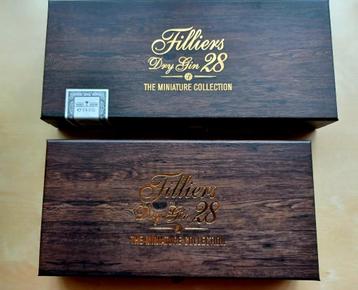 Filliers
Dry Gin 28
THE MINIATURE COLLECTION
Filliers
Dry Gin 28
THE MINIATURE COLLECTION